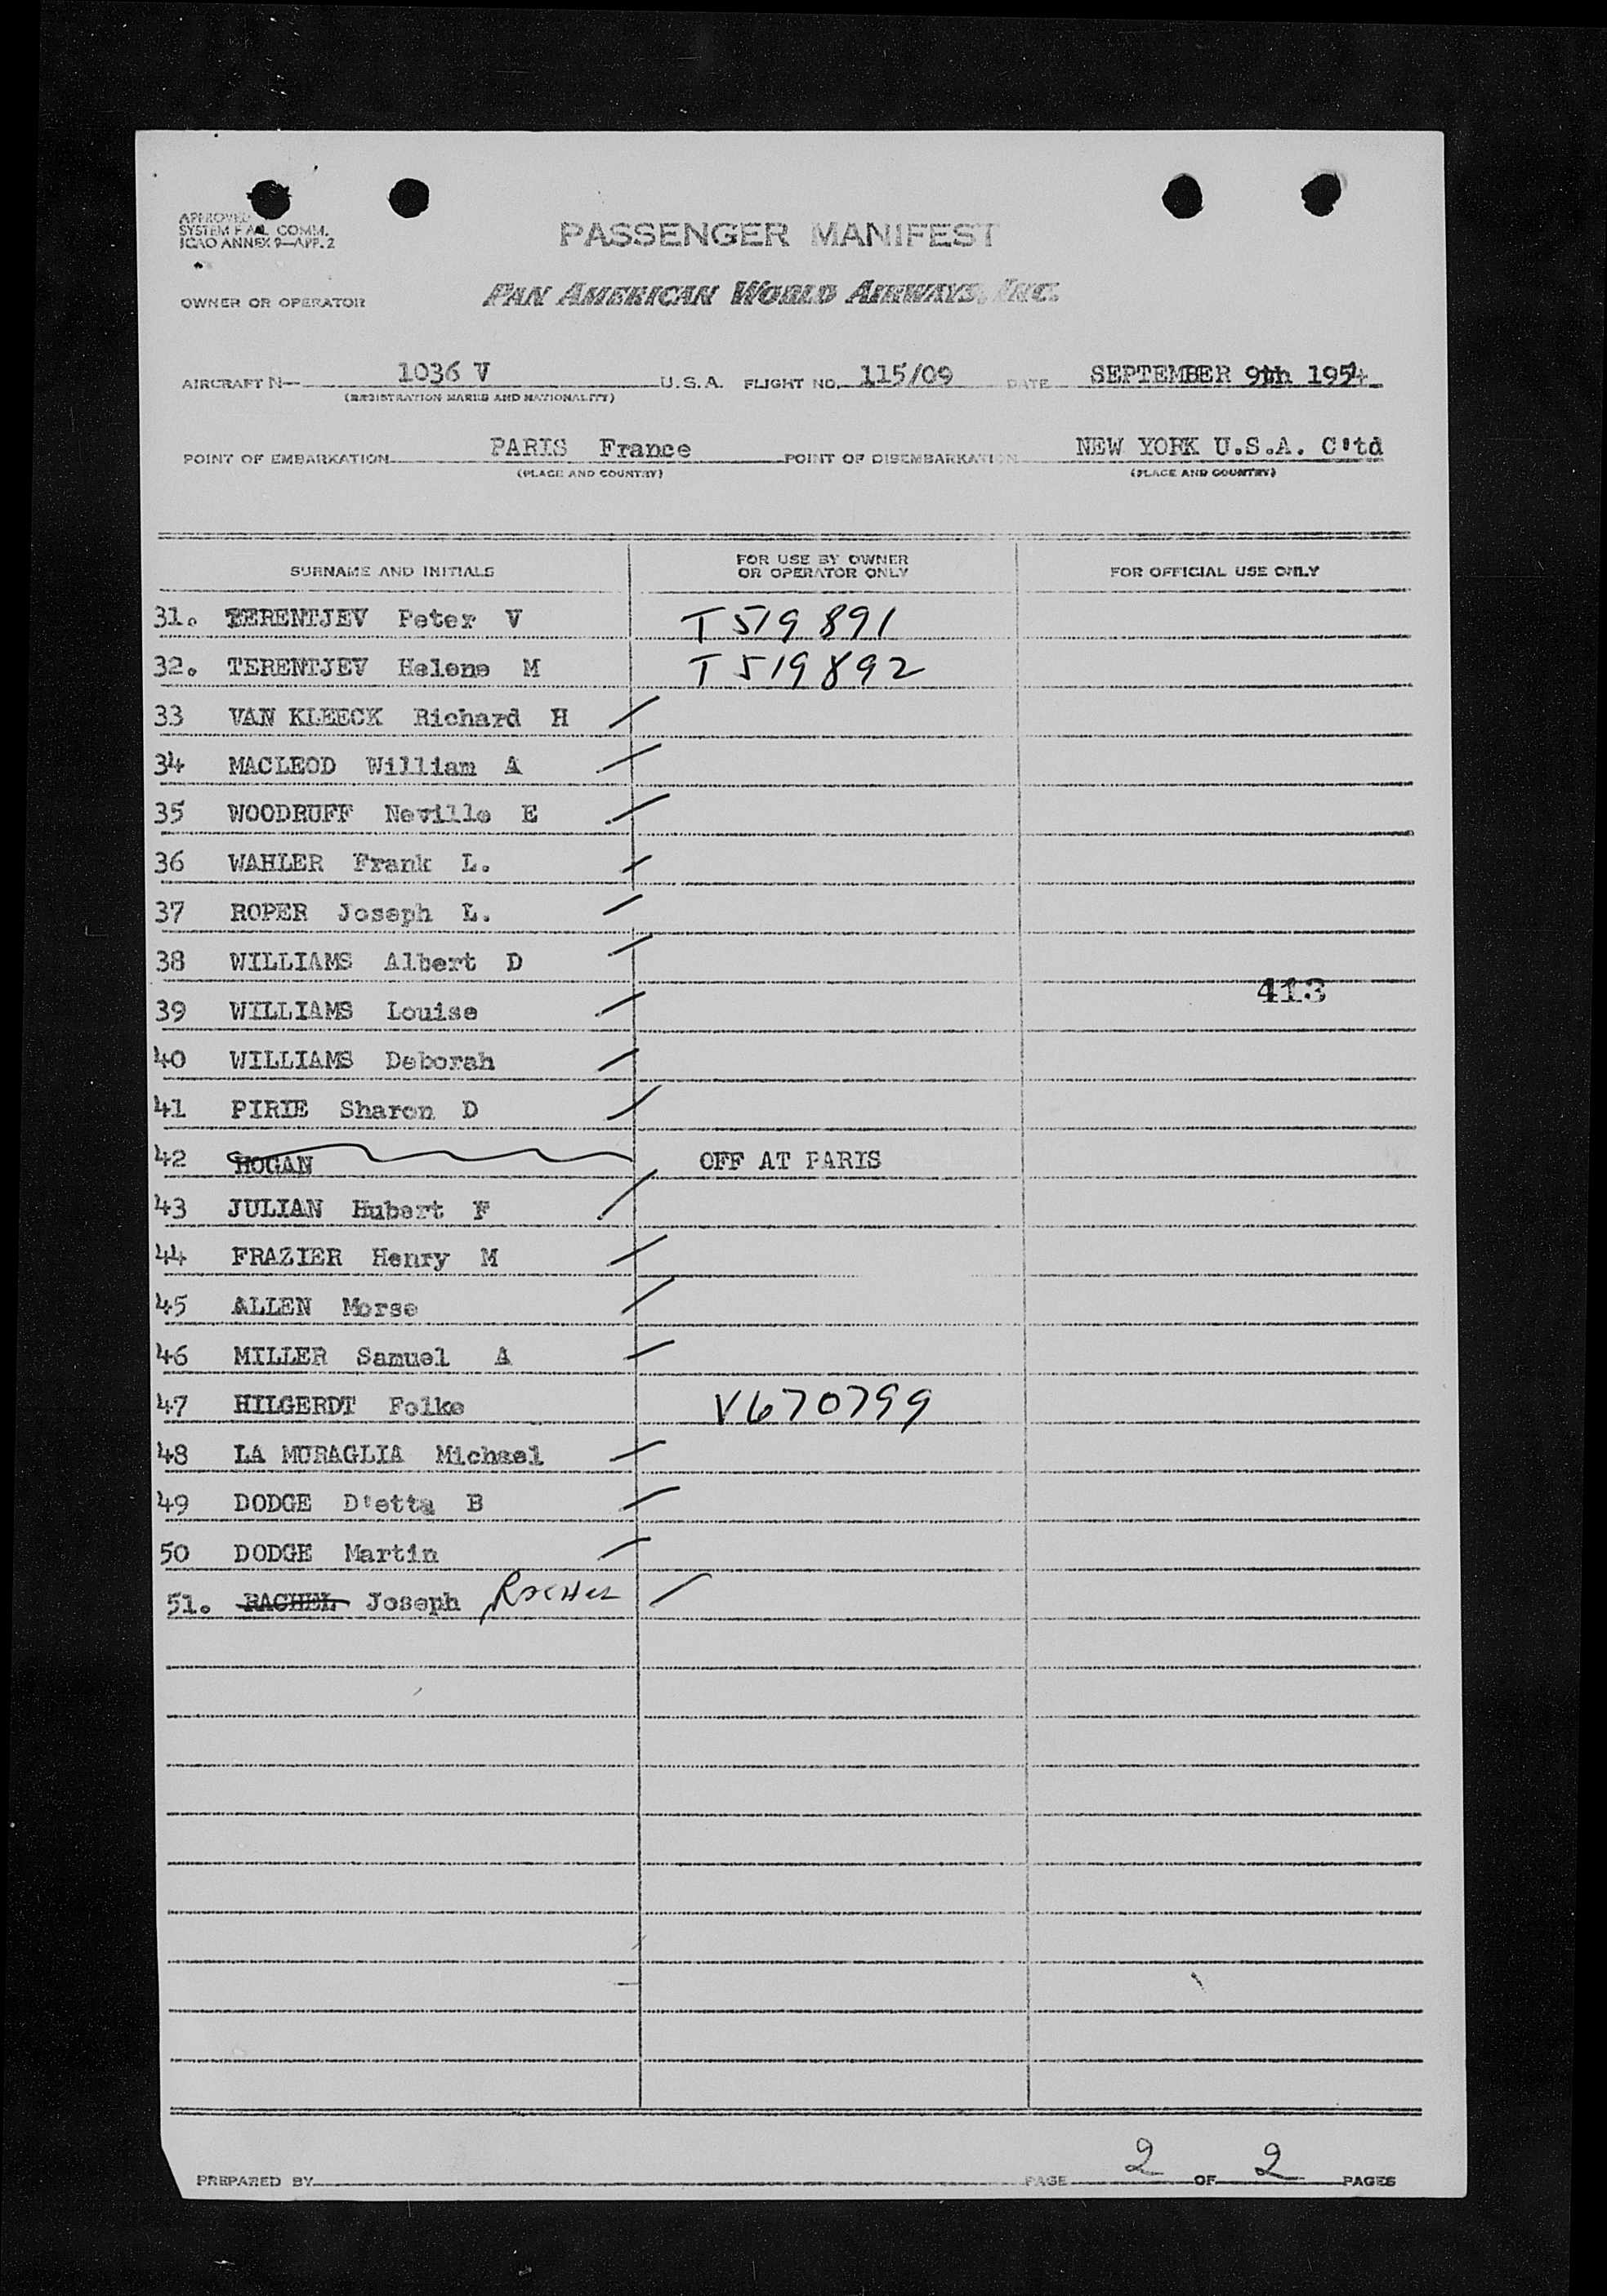 APPROVED
SYSTEM FAL COMM.
ICAO ANNEX 9—APP. 2
PASSENGER MANIFEST
OWNER OR OPERATOR PAN AMERICAN WORLD AIRWAYS, INC.
AIRCRAFT N— 1036 V U.S.A. FLIGHT NO. 115/09 DATE SEPTEMBER 9th 1954
(REGISTRATION MARKS AND NATIONALITY)
POINT OF EMBARKATION PARIS France POINT OF DISEMBARKATION NEW YORK U.S.A. C'td
(PLACE AND COUNTRY) (PLACE AND COUNTRY)
SURNAME AND INITIALS FOR USE BY OWNER OR OPERATOR ONLY FOR OFFICIAL USE ONLY
31. TERENTJEV Peter V T519891
32. TERENTJEV Helene M T519892
33 VAN KLEECK Richard H
34 MACLEOD William A
35 WOODRUFF Neville E
36 WAHLER Frank L.
37 ROPER Joseph L.
38 WILLIAMS Albert D
413
39 WILLIAMS Louise
40 WILLIAMS Deborah
41 PIRIE Sharon D
42 HOGAN OFF AT PARIS
43 JULIAN Hubert F
44 FRAZIER Henry M
45 ALLEN Morse
46 MILLER Samuel A
47 HILGERDT Folke V670799
48 LA MURAGLIA Michael
49 DODGE D'etta B
50 DODGE Martin
51. RACHEL Joseph
PREPARED BY PAGE 2 OF 2 PAGES